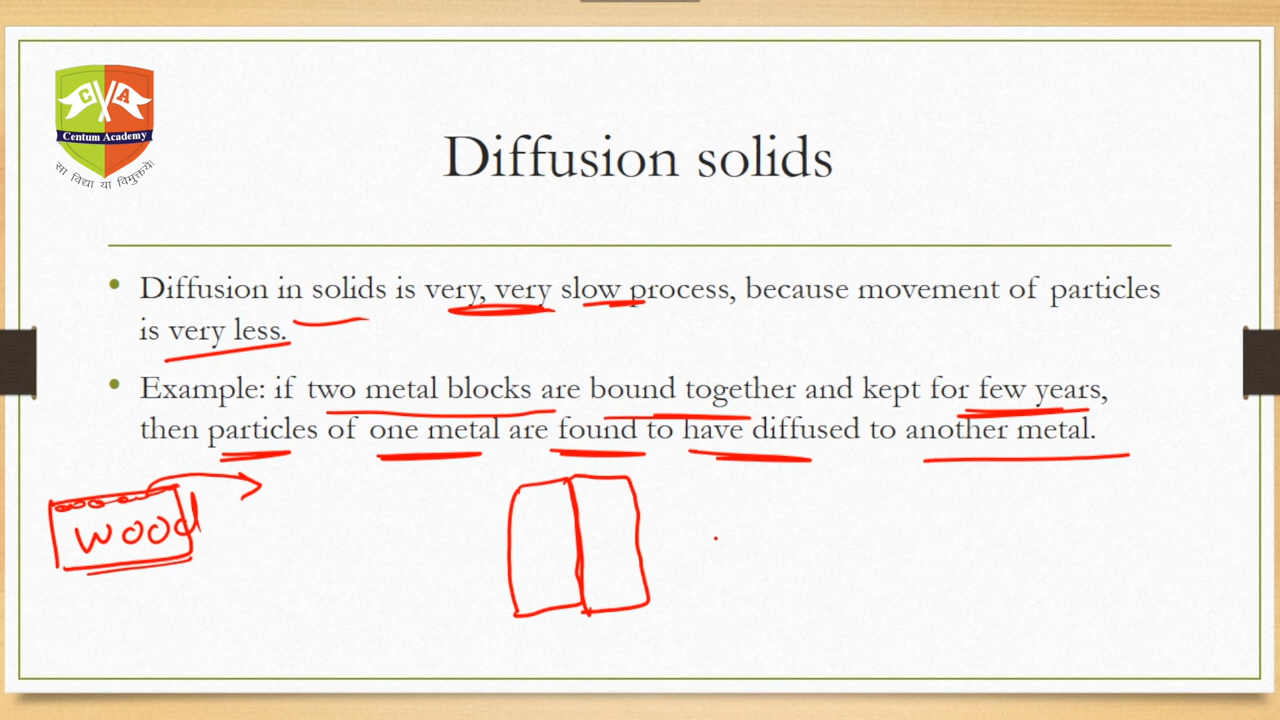 C A
Centum Academy
सा विद्या या विमुक्तये।
Diffusion solids
• Diffusion in solids is very, very slow process, because movement of particles
is very less.
• Example: if two metal blocks are bound together and kept for few years,
then particles of one metal are found to have diffused to another metal.
wood